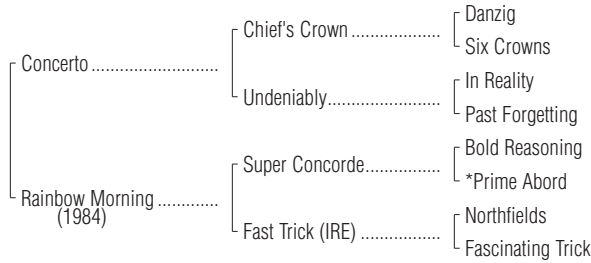 Danzig
Chief's Crown ....................
Six Crowns
Concerto .............................
In Reality
Undeniably.........................
Past Forgetting
Bold Reasoning
Super Concorde.................
*Prime Abord
Rainbow Morning .............
(1984)
Northfields
Fast Trick (IRE) ..................
Fascinating Trick